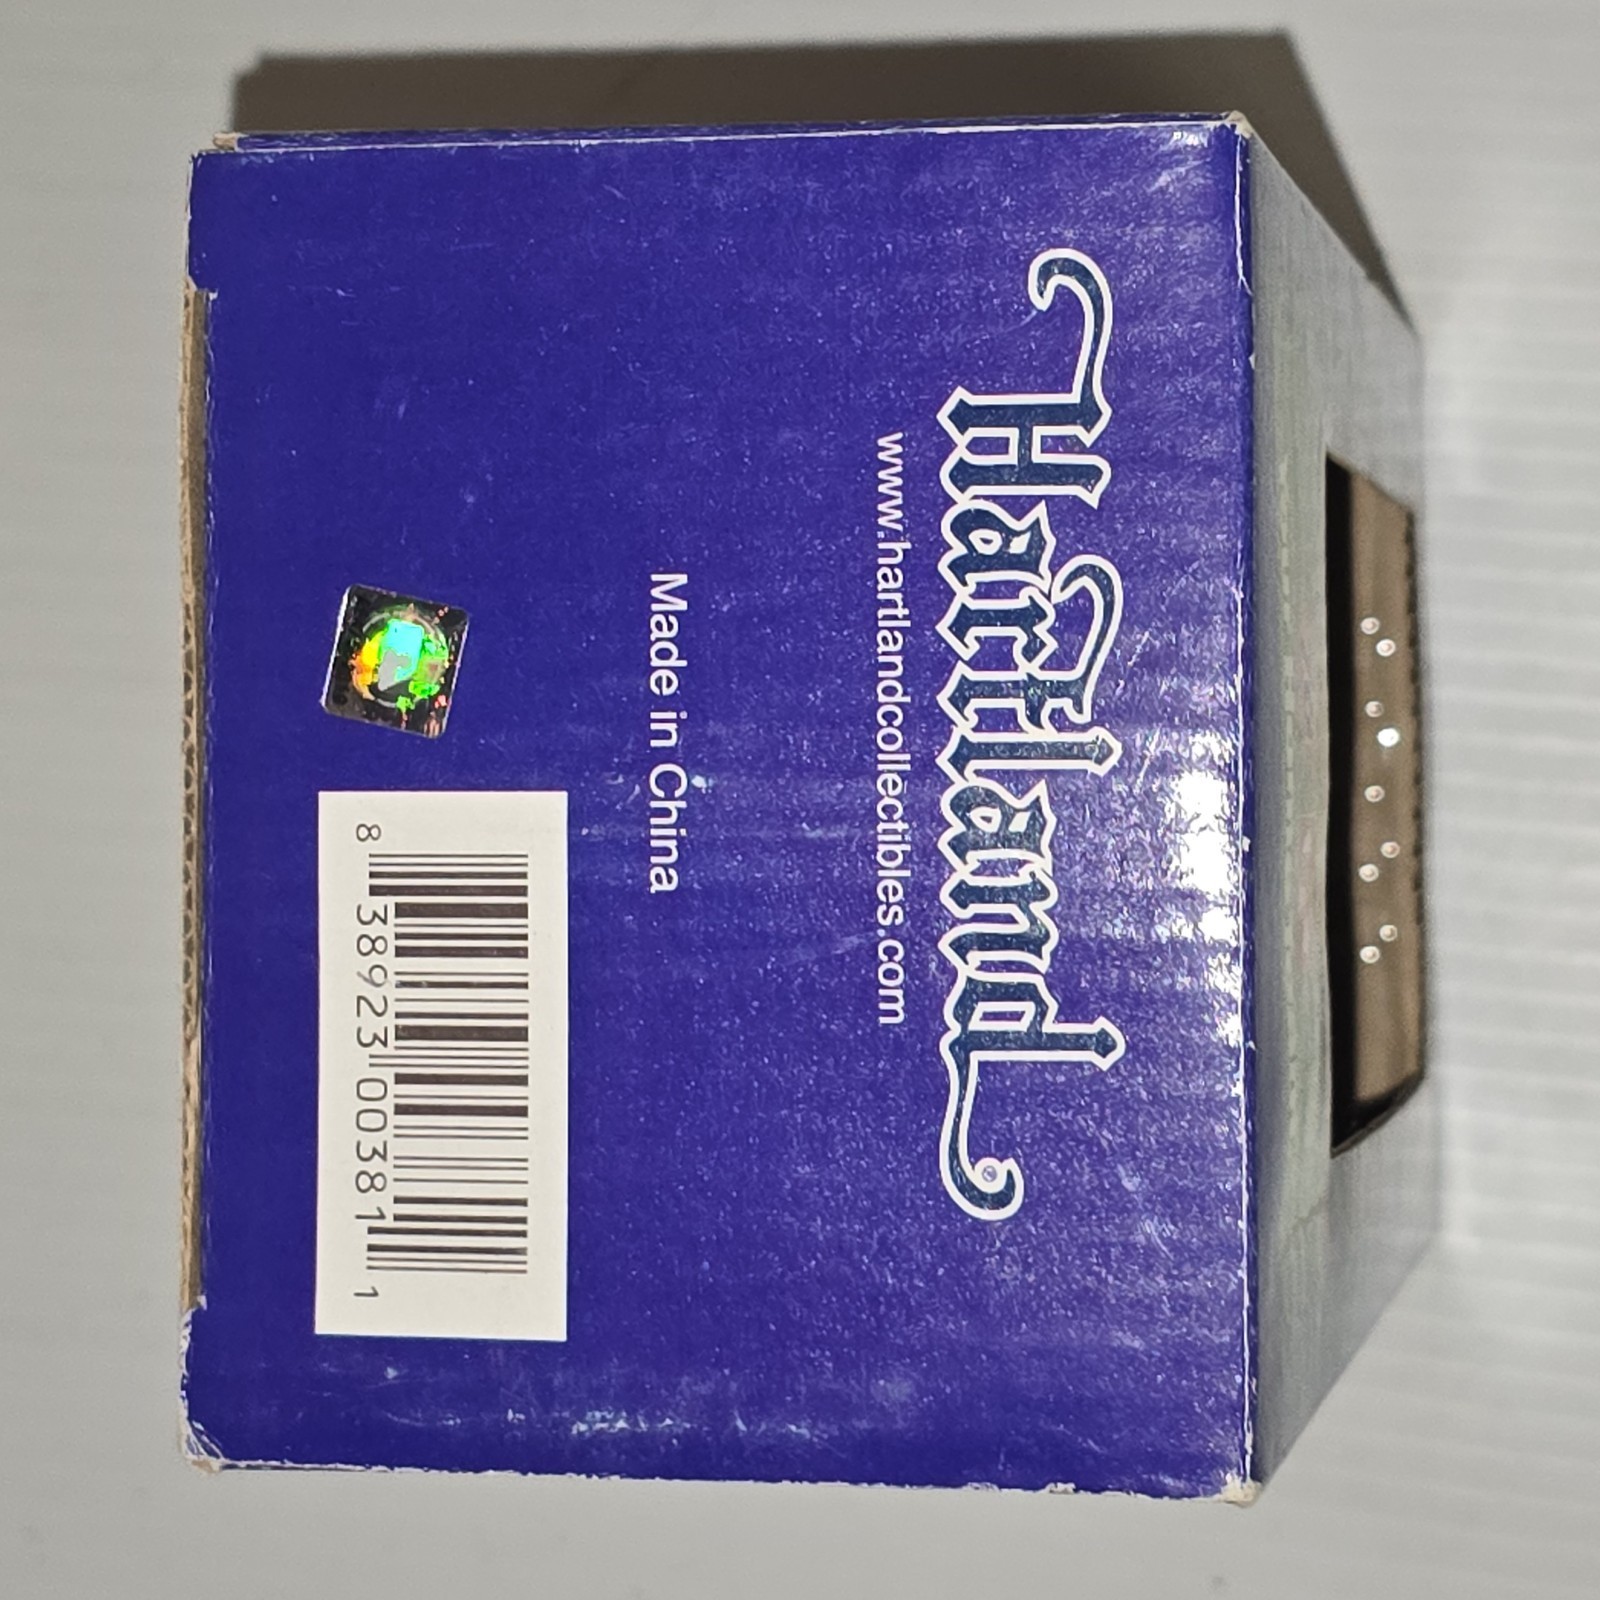 Hartland®
www.hartlandcollectibles.com
Made in China
8 38923 00381 1